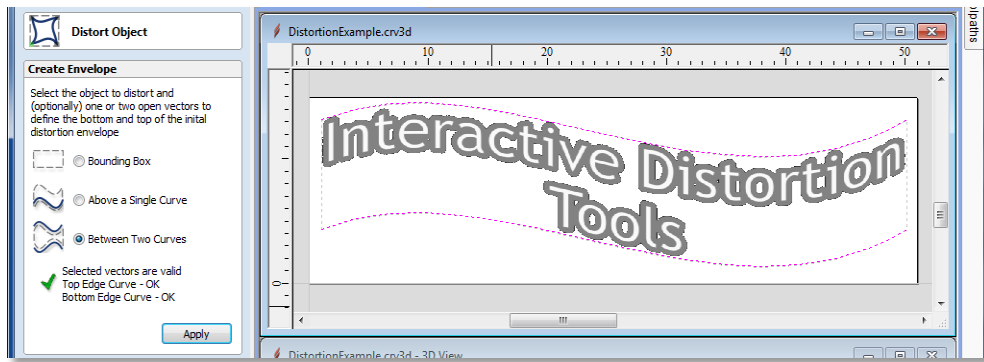 Distort Object
Create Envelope
Select the object to distort and
(optionally) one or two open vectors to
define the bottom and top of the inital
distortion envelope
Bounding Box
Above a Single Curve
Between Two Curves
Selected vectors are valid
Top Edge Curve - OK
Bottom Edge Curve - OK
Apply
DistortionExample.crv3d
0 10 20 30 40 50
Interactive Distortion
Tools
0
DistortionExample.crv3d - 3D View
olpaths